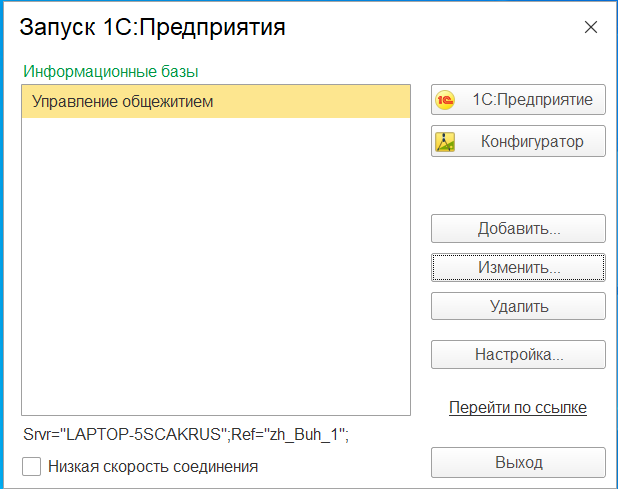 Запуск 1С:Предприятия
Информационные базы
Управление общежитием
1С:Предприятие
Конфигуратор
Добавить...
Изменить...
Удалить
Настройка...
Перейти по ссылке
Srvr="LAPTOP-5SCAKRUS";Ref="zh_Buh_1";
Низкая скорость соединения
Выход